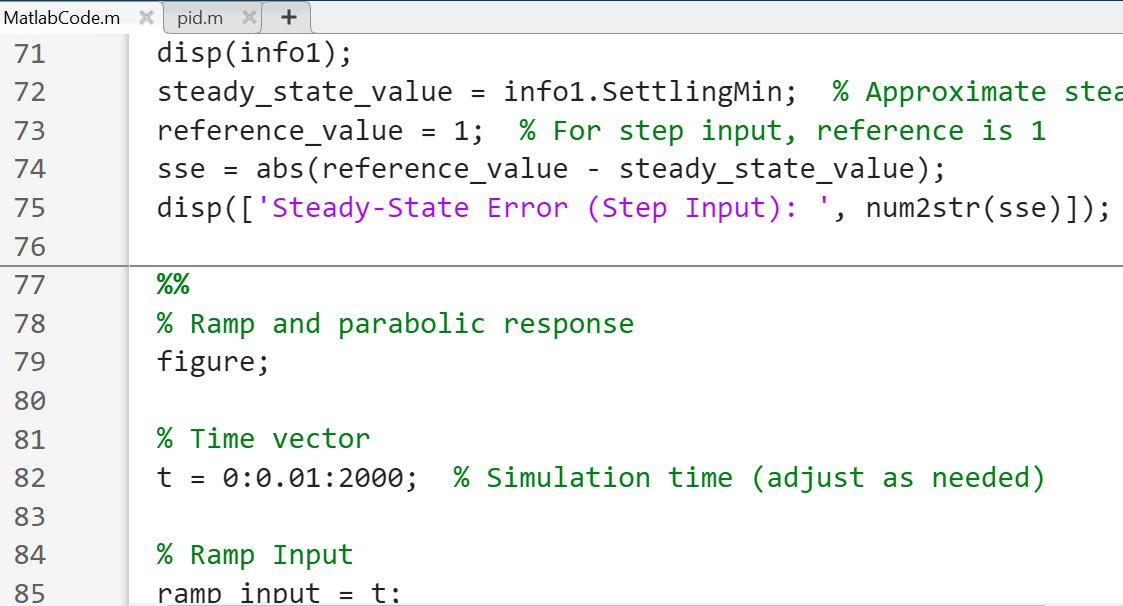 MatlabCode.m × pid.m × +
71 disp(info1);
72 steady_state_value = info1.SettlingMin;  % Approximate
73 reference_value = 1;  % For step input, reference is 1
74 sse = abs(reference_value - steady_state_value);
75 disp(['Steady-State Error (Step Input): ', num2str(sse)]);
76
77 %%
78 % Ramp and parabolic response
79 figure;
80
81 % Time vector
82 t = 0:0.01:2000;  % Simulation time (adjust as needed)
83
84 % Ramp Input
85 ramp_input = t;